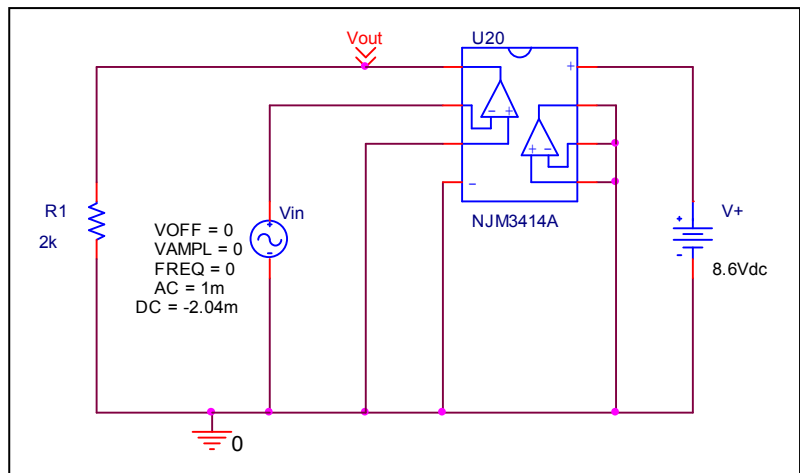 Vout
U20
+
- +
+ -
-
NJM3414A
R1
2k
Vin
+
-
VOFF = 0
VAMPL = 0
FREQ = 0
AC = 1m
DC = -2.04m
V+
+
-
8.6Vdc
0